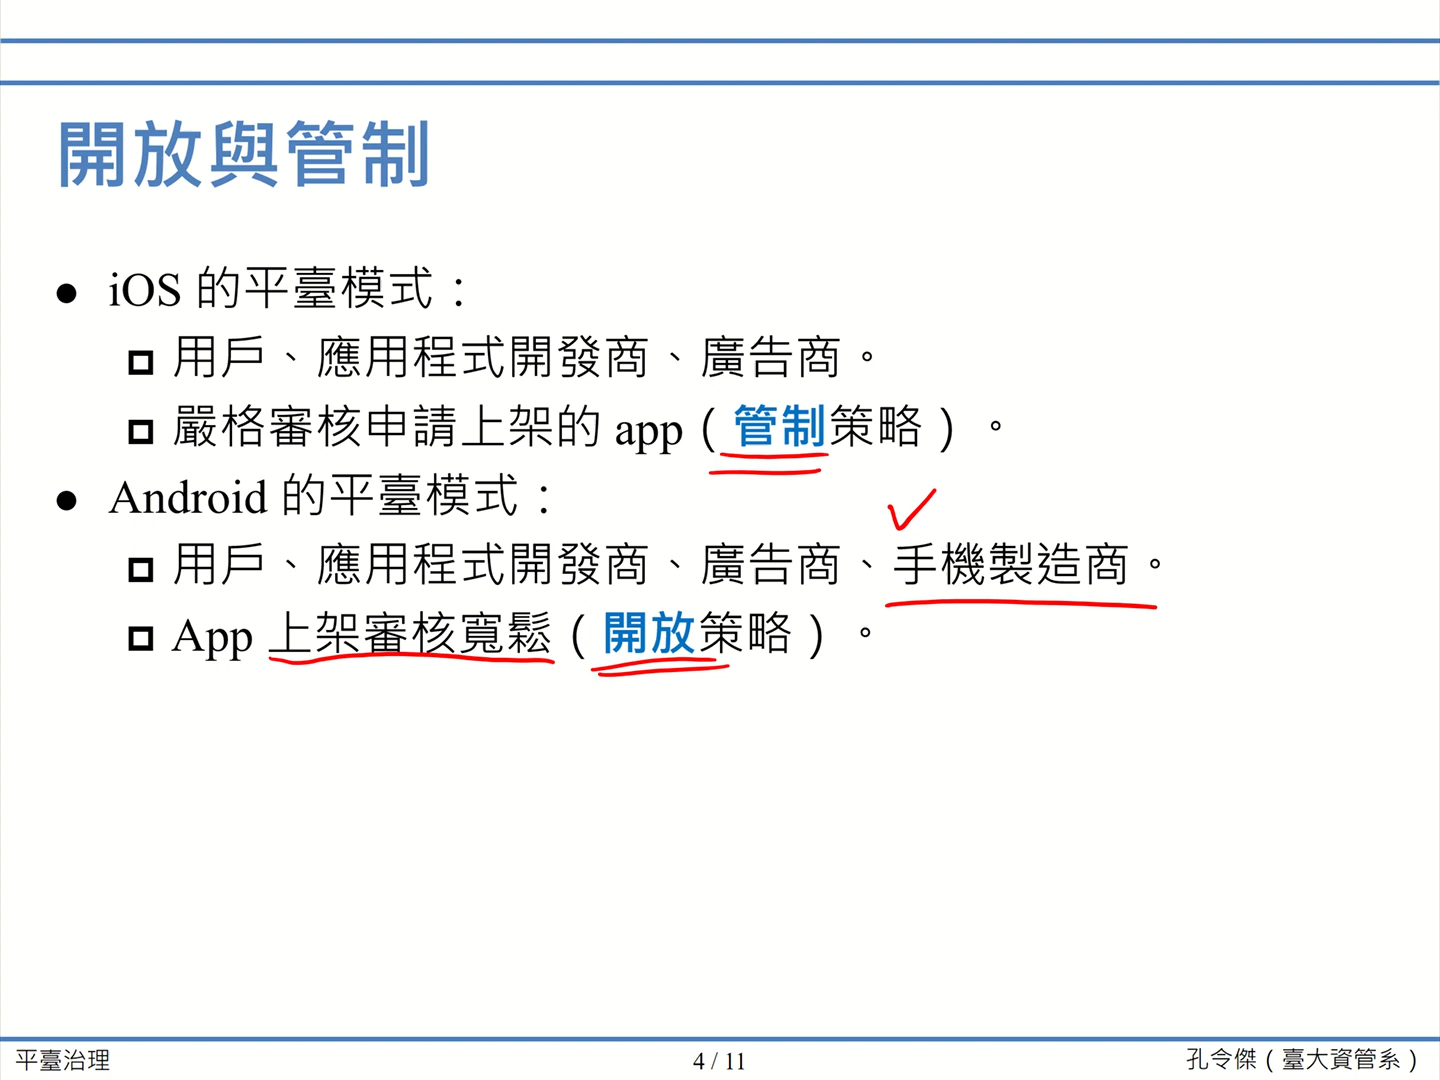 開放與管制
● iOS 的平臺模式：
用戶、應用程式開發商、廣告商。
嚴格審核申請上架的 app（管制策略）。
● Android 的平臺模式：
用戶、應用程式開發商、廣告商、手機製造商。
App 上架審核寬鬆（開放策略）。
平臺治理
4 / 11
孔令傑（臺大資管系）